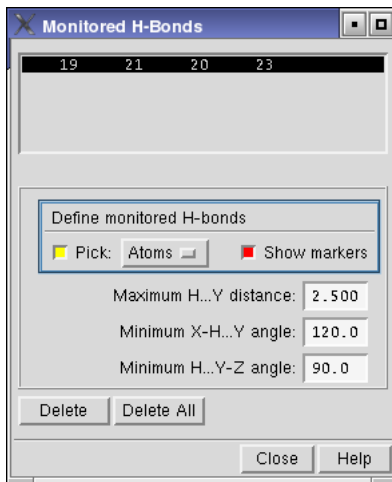 Monitored H-Bonds
19 21 20 23
Define monitored H-bonds
Pick: Atoms Show markers
Maximum H...Y distance: 2.500
Minimum X-H...Y angle: 120.0
Minimum H...Y-Z angle: 90.0
Delete Delete All
Close Help